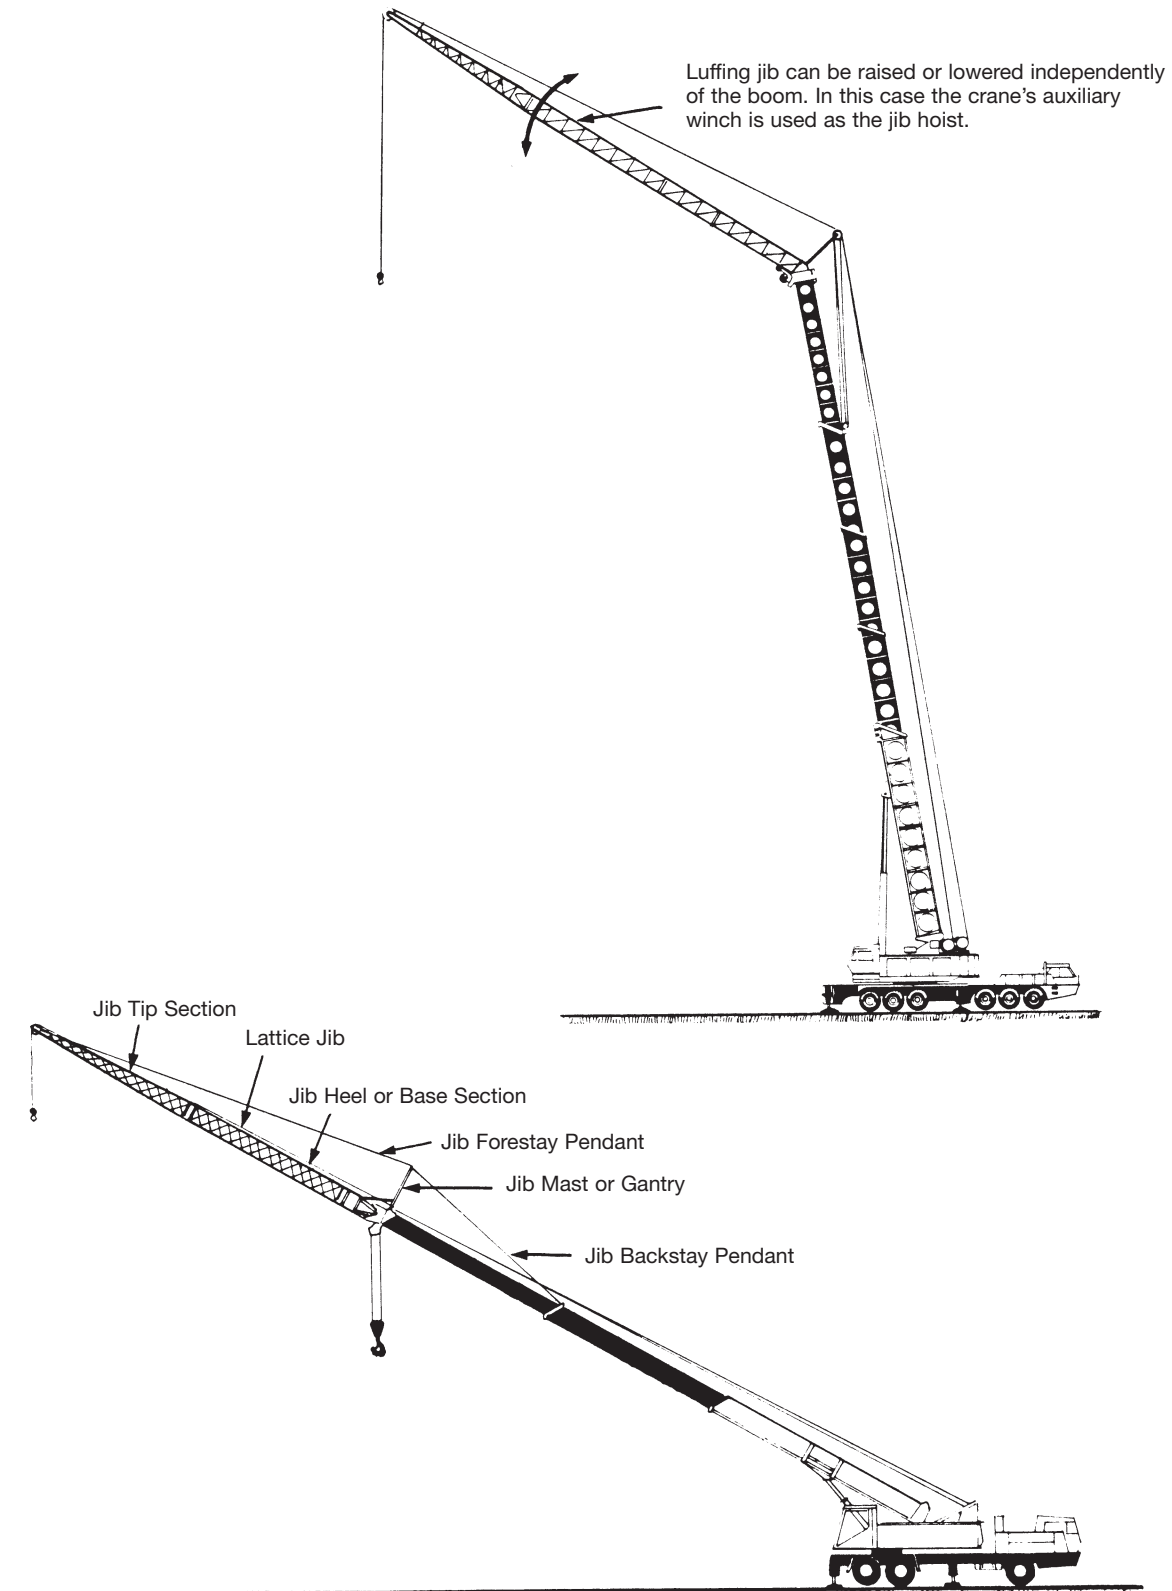 Luffing jib can be raised or lowered independently
of the boom. In this case the crane's auxiliary
winch is used as the jib hoist.
Jib Tip Section
Lattice Jib
Jib Heel or Base Section
Jib Forestay Pendant
Jib Mast or Gantry
Jib Backstay Pendant